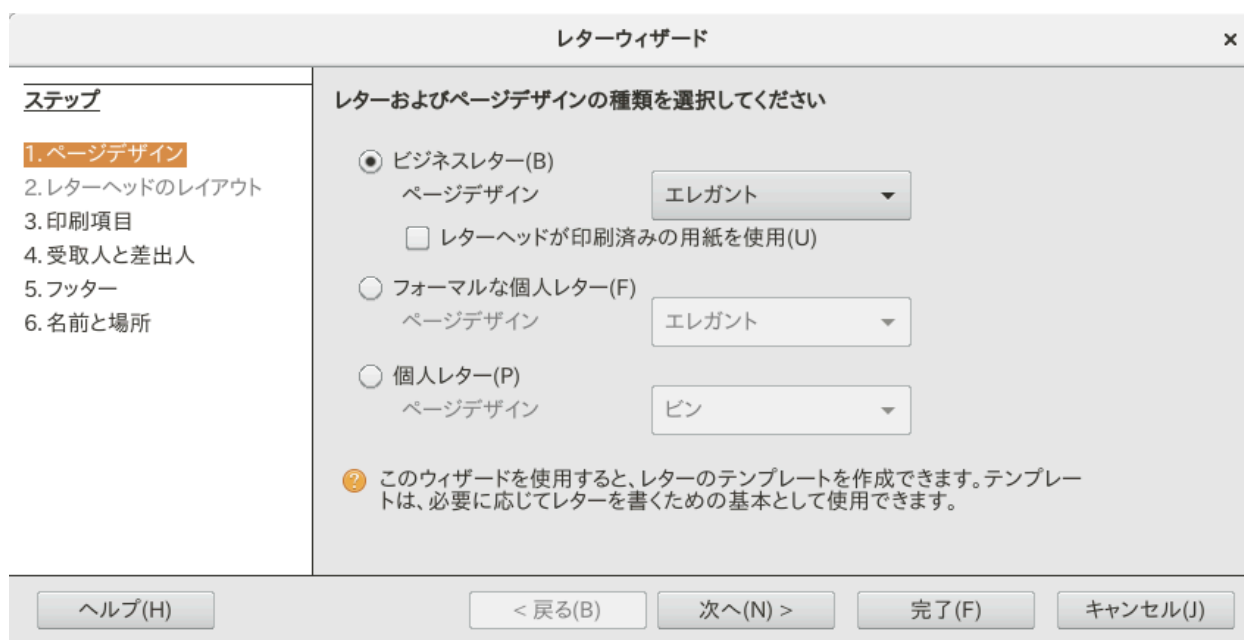 レターウィザード
×
ステップ
1. ページデザイン
2. レターヘッドのレイアウト
3. 印刷項目
4. 受取人と差出人
5. フッター
6. 名前と場所
レターおよびページデザインの種類を選択してください
ビジネスレター(B)
ページデザイン エレガント
レターヘッドが印刷済みの用紙を使用(U)
フォーマルな個人レター(F)
ページデザイン エレガント
個人レター(P)
ページデザイン ビン
? このウィザードを使用すると、レターのテンプレートを作成できます。テンプレー
トは、必要に応じてレターを書くための基本として使用できます。
ヘルプ(H) < 戻る(B) 次へ(N) > 完了(F) キャンセル(J)